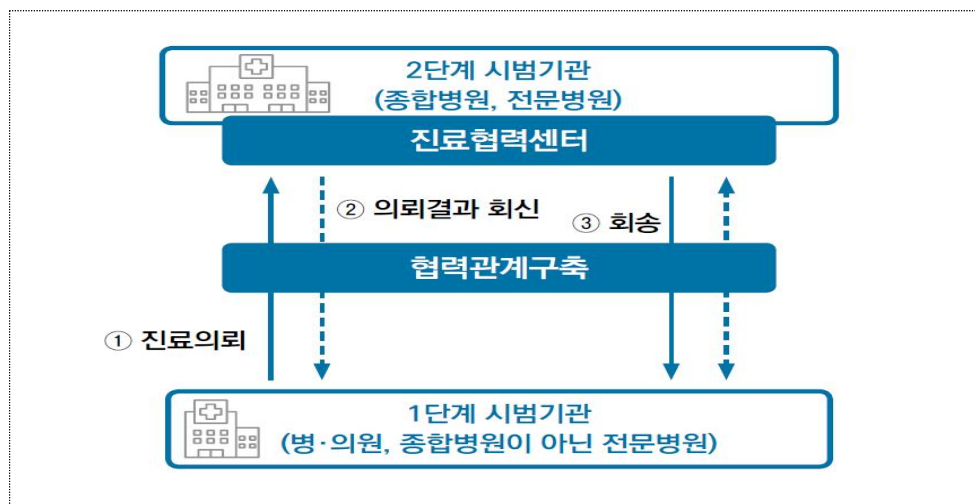 2단계 시범기관
(종합병원, 전문병원)
진료협력센터
② 의뢰결과 회신
③ 회송
협력관계구축
① 진료의뢰
1단계 시범기관
(병·의원, 종합병원이 아닌 전문병원)